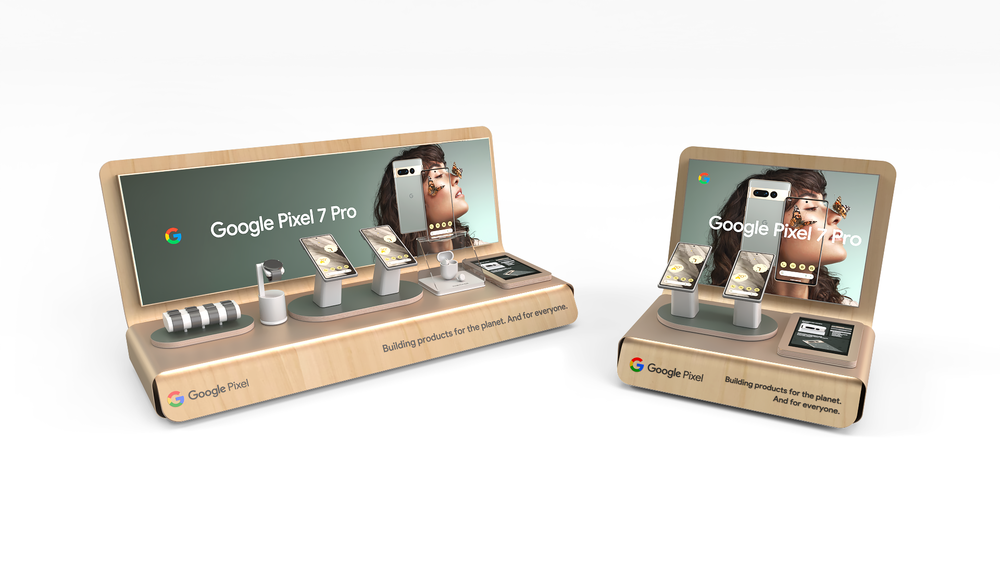 Google Pixel 7 Pro
Building products for the planet. And for everyone.
Google Pixel
Google Pixel 7 Pro
Google Pixel
Building products for the planet.
And for everyone.